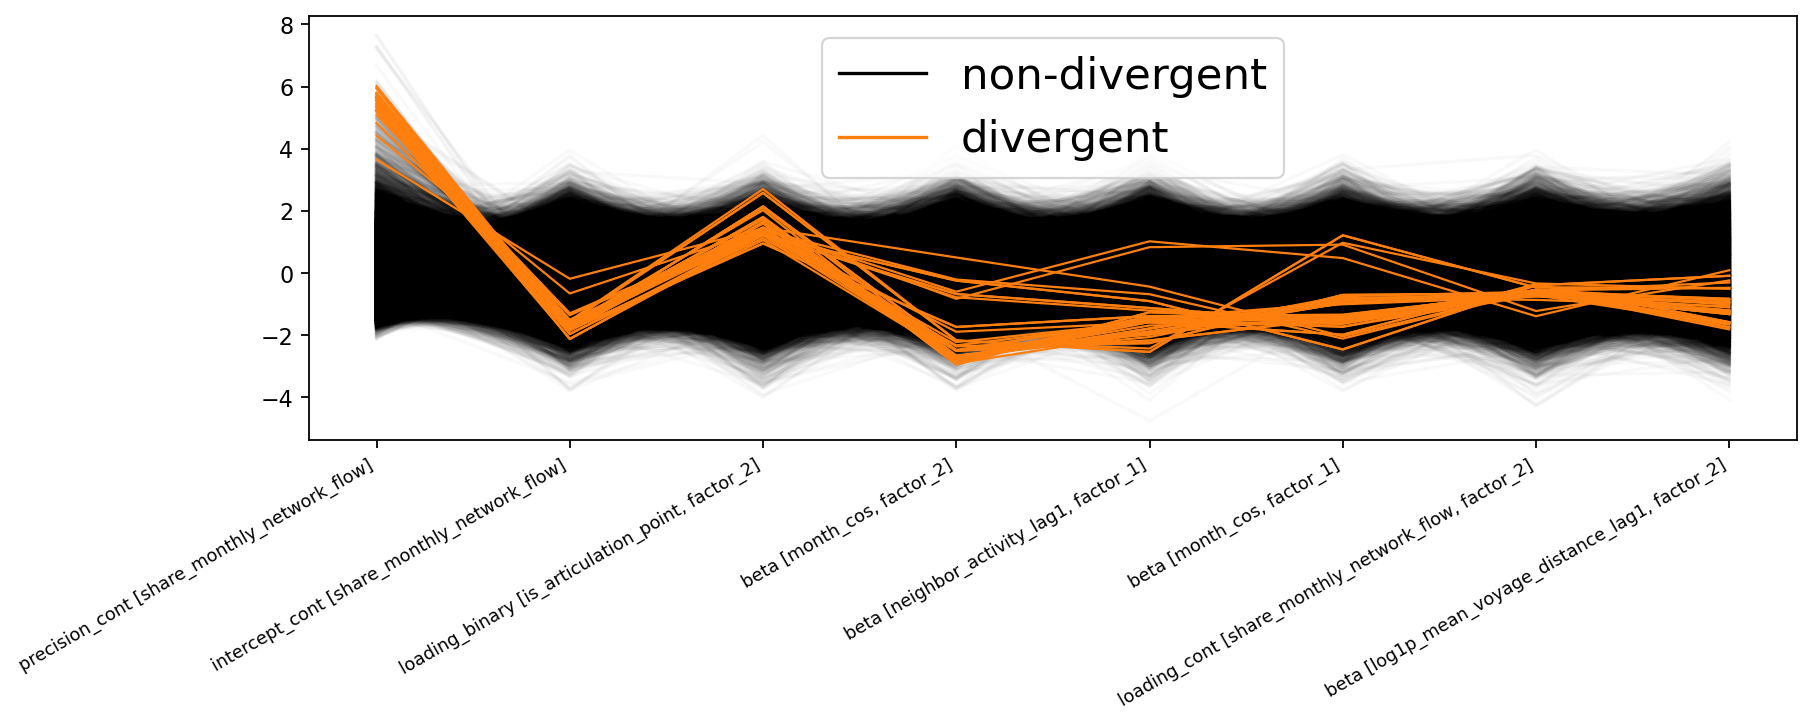 8
6
4
2
0
−2
−4
non-divergent
divergent
precision_cont [share_monthly_network_flow]
intercept_cont [share_monthly_network_flow]
loading_binary [is_articulation_point, factor_2]
beta [month_cos, factor_2]
beta [neighbor_activity_lag1, factor_1]
beta [month_cos, factor_1]
loading_cont [share_monthly_network_flow, factor_2]
beta [log1p_mean_voyage_distance_lag1, factor_2]